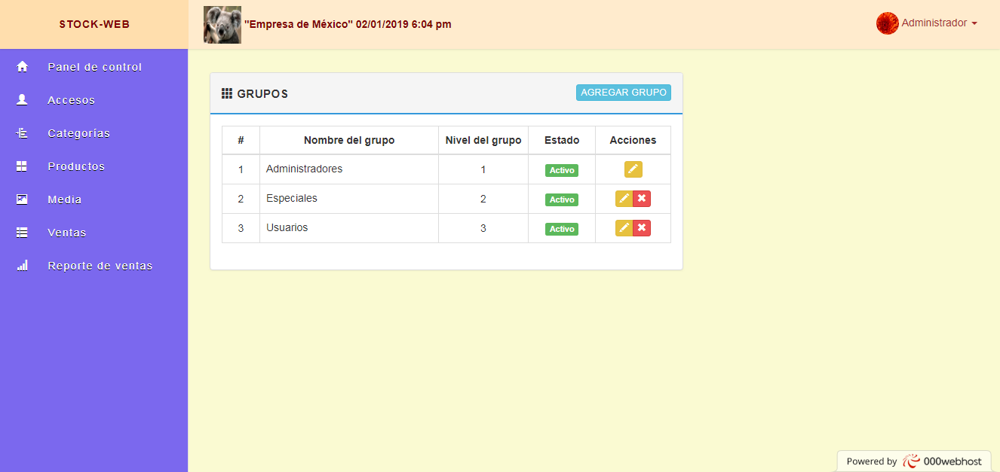 STOCK-WEB
"Empresa de México" 02/01/2019 6:04 pm
Administrador
Panel de control
Accesos
Categorías
Productos
Media
Ventas
Reporte de ventas
GRUPOS
AGREGAR GRUPO
# Nombre del grupo Nivel del grupo Estado Acciones
1 Administradores 1 Activo
2 Especiales 2 Activo
3 Usuarios 3 Activo
Powered by 000webhost